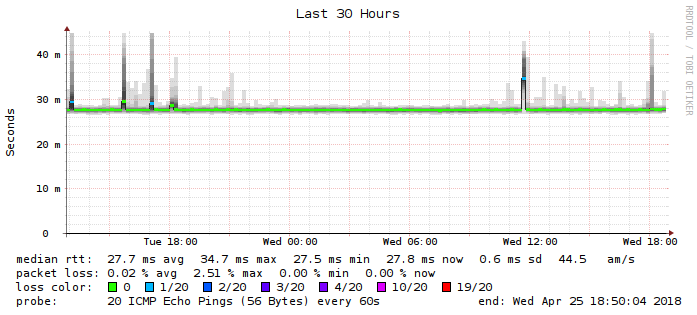 Last 30 Hours
RRDTOOL / TOBI OETIKER
Seconds
40 m
30 m
20 m
10 m
0
Tue 18:00 Wed 00:00 Wed 06:00 Wed 12:00 Wed 18:00
median rtt: 27.7 ms avg 34.7 ms max 27.5 ms min 27.8 ms now 0.6 ms sd 44.5 am/s
packet loss: 0.02 % avg 2.51 % max 0.00 % min 0.00 % now
loss color: 0 1/20 2/20 3/20 4/20 10/20 19/20
probe: 20 ICMP Echo Pings (56 Bytes) every 60s end: Wed Apr 25 18:50:04 2018